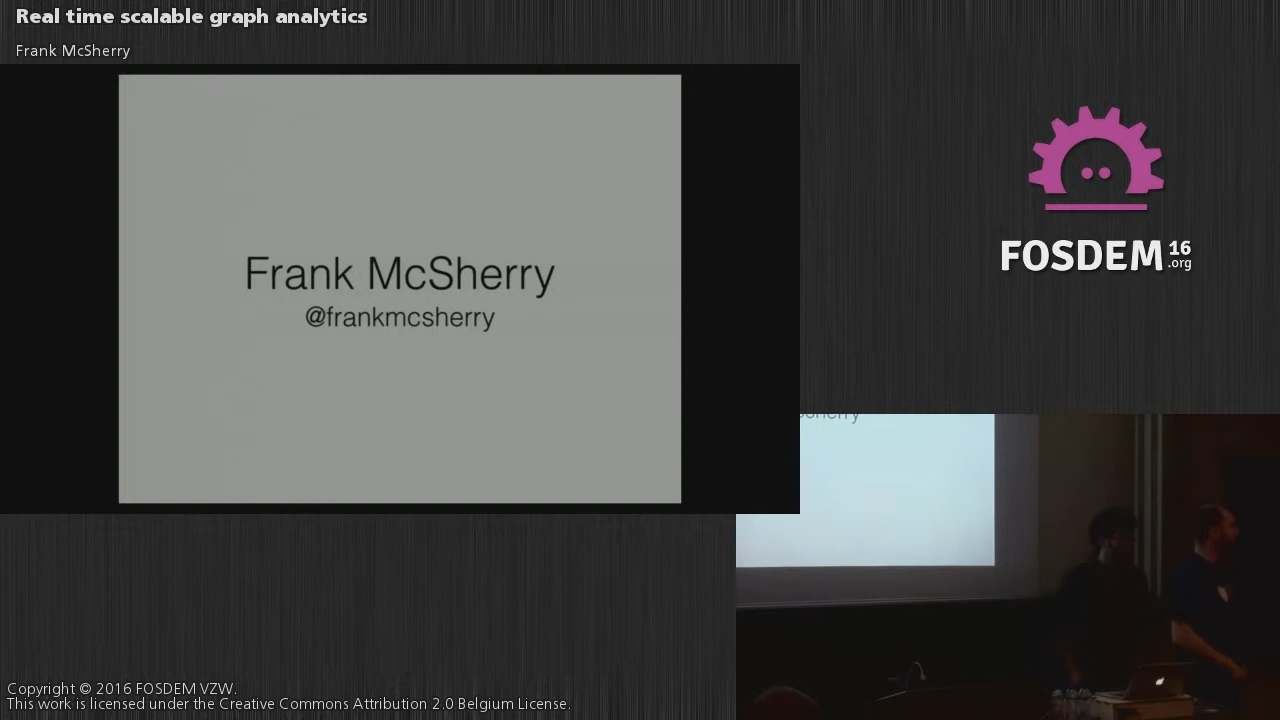 Real time scalable graph analytics
Frank McSherry
Frank McSherry
@frankmcsherry
FOSDEM 16
.org
Copyright © 2016 FOSDEM VZW.
This work is licensed under the Creative Commons Attribution 2.0 Belgium License.